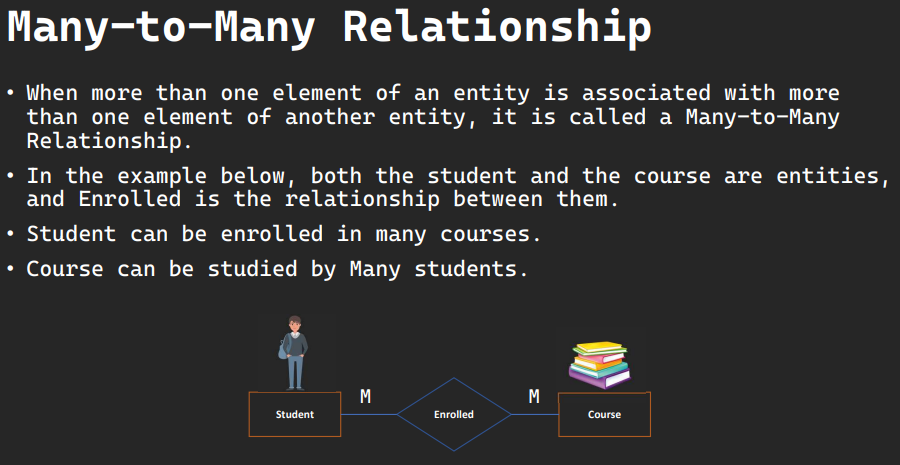 Many-to-Many Relationship
• When more than one element of an entity is associated with more
than one element of another entity, it is called a Many-to-Many
Relationship.
• In the example below, both the student and the course are entities,
and Enrolled is the relationship between them.
• Student can be enrolled in many courses.
• Course can be studied by Many students.
M M
Student Enrolled Course